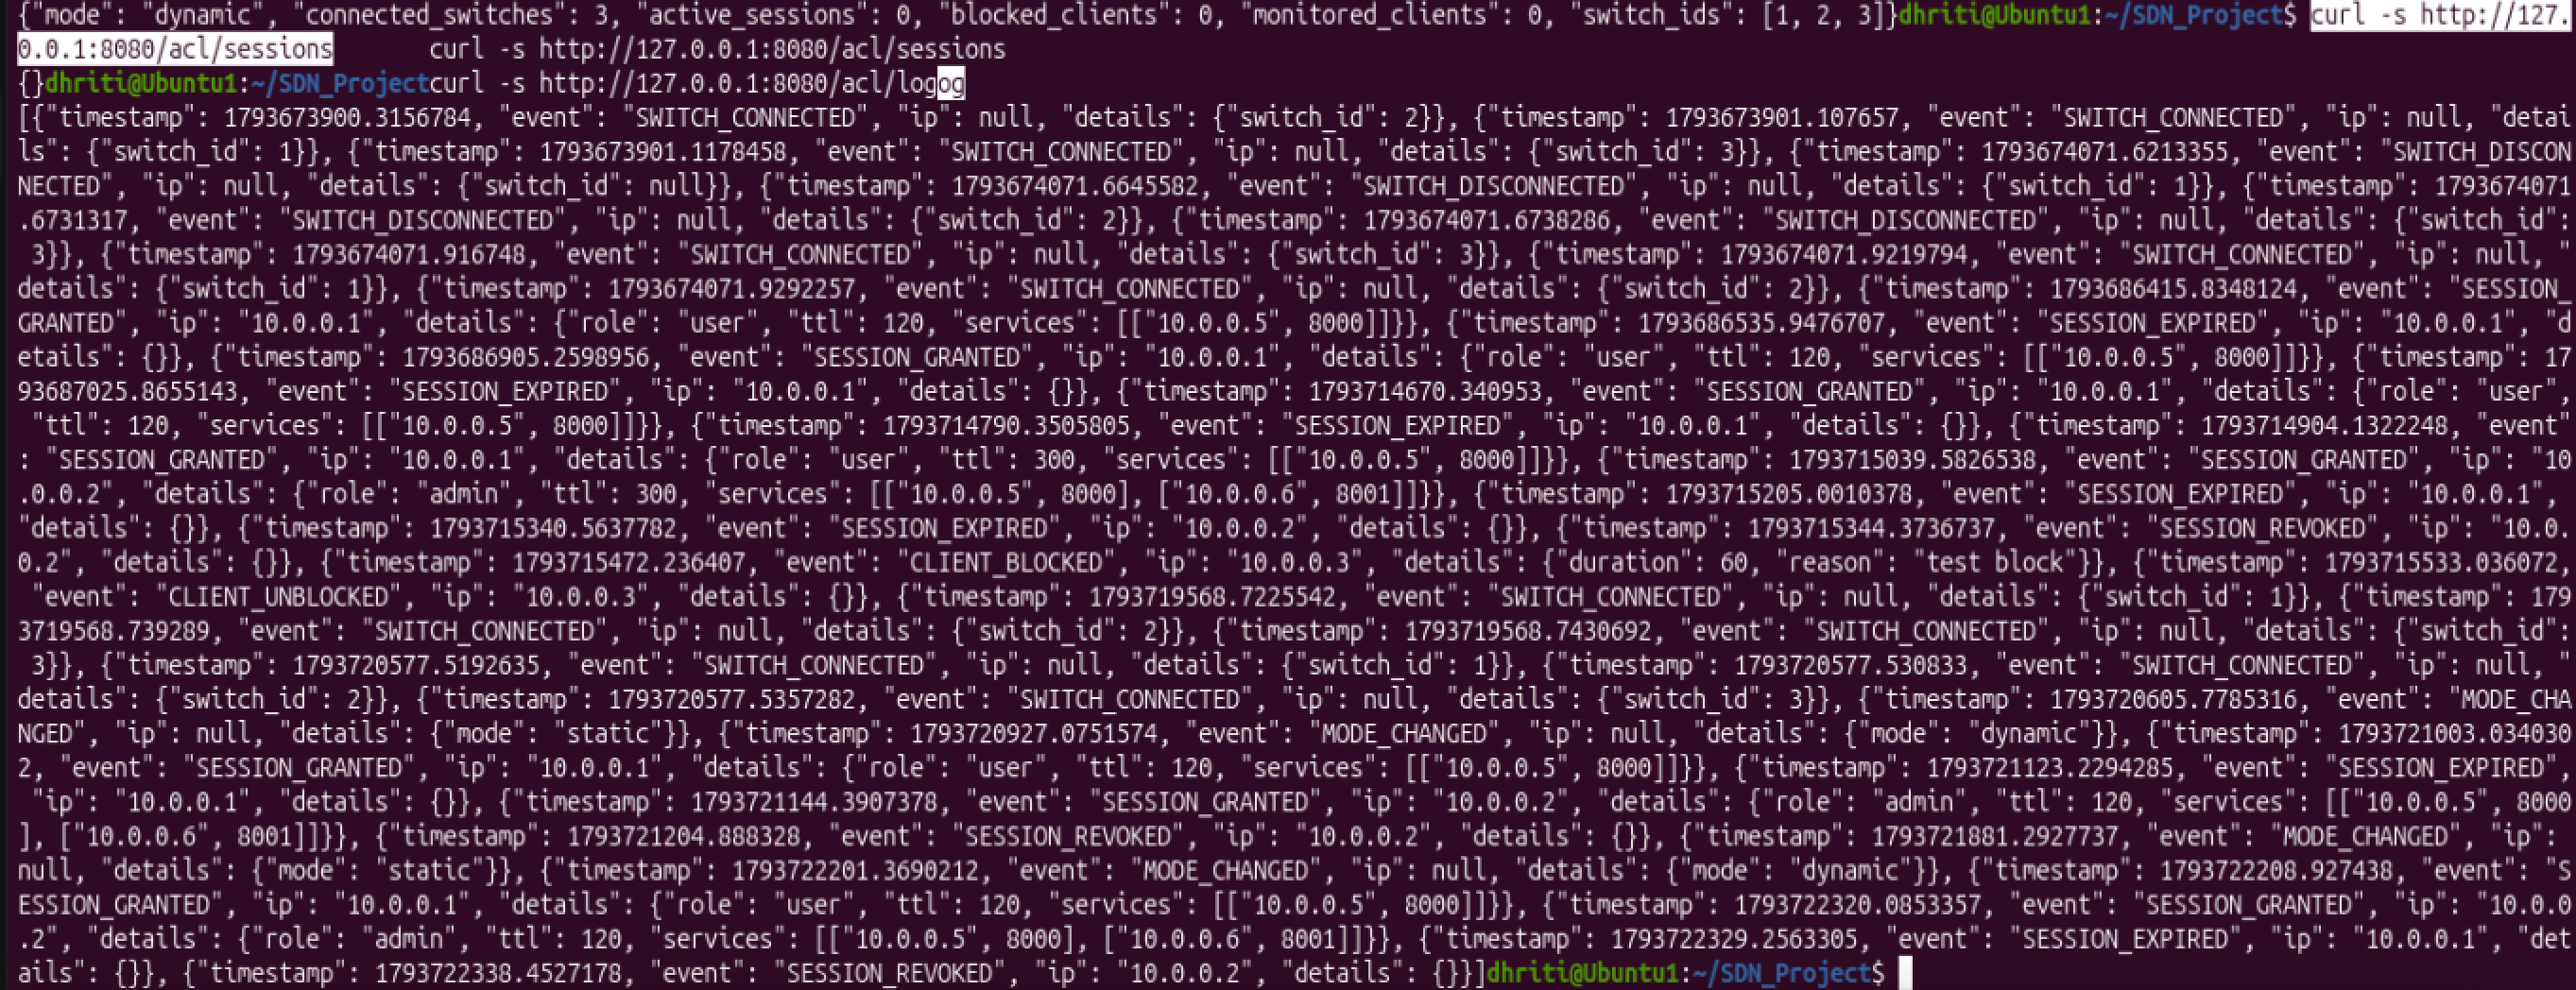 {"mode": "dynamic", "connected_switches": 3, "active_sessions": 0, "blocked_clients": 0, "monitored_clients": 0, "switch_ids": [1, 2, 3]}dhriti@Ubuntu1:~/SDN_Project$ curl -s http://127.
0.0.1:8080/acl/sessions      curl -s http://127.0.0.1:8080/acl/sessions
{}dhriti@Ubuntu1:~/SDN_Projectcurl -s http://127.0.0.1:8080/acl/logog
[{"timestamp": 1793673900.3156784, "event": "SWITCH_CONNECTED", "ip": null, "details": {"switch_id": 2}}, {"timestamp": 1793673901.107657, "event": "SWITCH_CONNECTED", "ip": null, "detai
ls": {"switch_id": 1}}, {"timestamp": 1793673901.1178458, "event": "SWITCH_CONNECTED", "ip": null, "details": {"switch_id": 3}}, {"timestamp": 1793674071.6213355, "event": "SWITCH_DISCON
NECTED", "ip": null, "details": {"switch_id": null}}, {"timestamp": 1793674071.6645582, "event": "SWITCH_DISCONNECTED", "ip": null, "details": {"switch_id": 1}}, {"timestamp": 1793674071
.6731317, "event": "SWITCH_DISCONNECTED", "ip": null, "details": {"switch_id": 2}}, {"timestamp": 1793674071.6738286, "event": "SWITCH_DISCONNECTED", "ip": null, "details": {"switch_id":
 3}}, {"timestamp": 1793674071.916748, "event": "SWITCH_CONNECTED", "ip": null, "details": {"switch_id": 3}}, {"timestamp": 1793674071.9219794, "event": "SWITCH_CONNECTED", "ip": null, "
details": {"switch_id": 1}}, {"timestamp": 1793674071.9292257, "event": "SWITCH_CONNECTED", "ip": null, "details": {"switch_id": 2}}, {"timestamp": 1793686415.8348124, "event": "SESSION_
GRANTED", "ip": "10.0.0.1", "details": {"role": "user", "ttl": 120, "services": [["10.0.0.5", 8000]]}}, {"timestamp": 1793686535.9476707, "event": "SESSION_EXPIRED", "ip": "10.0.0.1", "d
etails": {}}, {"timestamp": 1793686905.2598956, "event": "SESSION_GRANTED", "ip": "10.0.0.1", "details": {"role": "user", "ttl": 120, "services": [["10.0.0.5", 8000]]}}, {"timestamp": 17
93687025.8655143, "event": "SESSION_EXPIRED", "ip": "10.0.0.1", "details": {}}, {"timestamp": 1793714670.340953, "event": "SESSION_GRANTED", "ip": "10.0.0.1", "details": {"role": "user",
 "ttl": 120, "services": [["10.0.0.5", 8000]]}}, {"timestamp": 1793714790.3505805, "event": "SESSION_EXPIRED", "ip": "10.0.0.1", "details": {}}, {"timestamp": 1793714904.1322248, "event"
: "SESSION_GRANTED", "ip": "10.0.0.1", "details": {"role": "user", "ttl": 300, "services": [["10.0.0.5", 8000]]}}, {"timestamp": 1793715039.5826538, "event": "SESSION_GRANTED", "ip": "10
.0.0.2", "details": {"role": "admin", "ttl": 300, "services": [["10.0.0.5", 8000], ["10.0.0.6", 8001]]}}, {"timestamp": 1793715205.0010378, "event": "SESSION_EXPIRED", "ip": "10.0.0.1",
"details": {}}, {"timestamp": 1793715340.5637782, "event": "SESSION_EXPIRED", "ip": "10.0.0.2", "details": {}}, {"timestamp": 1793715344.3736737, "event": "SESSION_REVOKED", "ip": "10.0.
0.2", "details": {}}, {"timestamp": 1793715472.236407, "event": "CLIENT_BLOCKED", "ip": "10.0.0.3", "details": {"duration": 60, "reason": "test block"}}, {"timestamp": 1793715533.036072,
 "event": "CLIENT_UNBLOCKED", "ip": "10.0.0.3", "details": {}}, {"timestamp": 1793719568.7225542, "event": "SWITCH_CONNECTED", "ip": null, "details": {"switch_id": 1}}, {"timestamp": 179
3719568.739289, "event": "SWITCH_CONNECTED", "ip": null, "details": {"switch_id": 2}}, {"timestamp": 1793719568.7430692, "event": "SWITCH_CONNECTED", "ip": null, "details": {"switch_id":
3}}, {"timestamp": 1793720577.5192635, "event": "SWITCH_CONNECTED", "ip": null, "details": {"switch_id": 1}}, {"timestamp": 1793720577.530833, "event": "SWITCH_CONNECTED", "ip": null, "
details": {"switch_id": 2}}, {"timestamp": 1793720577.5357282, "event": "SWITCH_CONNECTED", "ip": null, "details": {"switch_id": 3}}, {"timestamp": 1793720605.7785316, "event": "MODE_CHA
NGED", "ip": null, "details": {"mode": "static"}}, {"timestamp": 1793720927.0751574, "event": "MODE_CHANGED", "ip": null, "details": {"mode": "dynamic"}}, {"timestamp": 1793721003.034030
2, "event": "SESSION_GRANTED", "ip": "10.0.0.1", "details": {"role": "user", "ttl": 120, "services": [["10.0.0.5", 8000]]}}, {"timestamp": 1793721123.2294285, "event": "SESSION_EXPIRED",
 "ip": "10.0.0.1", "details": {}}, {"timestamp": 1793721144.3907378, "event": "SESSION_GRANTED", "ip": "10.0.0.2", "details": {"role": "admin", "ttl": 120, "services": [["10.0.0.5", 8000
], ["10.0.0.6", 8001]]}}, {"timestamp": 1793721204.888328, "event": "SESSION_REVOKED", "ip": "10.0.0.2", "details": {}}, {"timestamp": 1793721881.2927737, "event": "MODE_CHANGED", "ip":
null, "details": {"mode": "static"}}, {"timestamp": 1793722201.3690212, "event": "MODE_CHANGED", "ip": null, "details": {"mode": "dynamic"}}, {"timestamp": 1793722208.927438, "event": "S
ESSION_GRANTED", "ip": "10.0.0.1", "details": {"role": "user", "ttl": 120, "services": [["10.0.0.5", 8000]]}}, {"timestamp": 1793722320.0853357, "event": "SESSION_GRANTED", "ip": "10.0.0
.2", "details": {"role": "admin", "ttl": 120, "services": [["10.0.0.5", 8000], ["10.0.0.6", 8001]]}}, {"timestamp": 1793722329.2563305, "event": "SESSION_EXPIRED", "ip": "10.0.0.1", "det
ails": {}}, {"timestamp": 1793722338.4527178, "event": "SESSION_REVOKED", "ip": "10.0.0.2", "details": {}}]dhriti@Ubuntu1:~/SDN_Project$